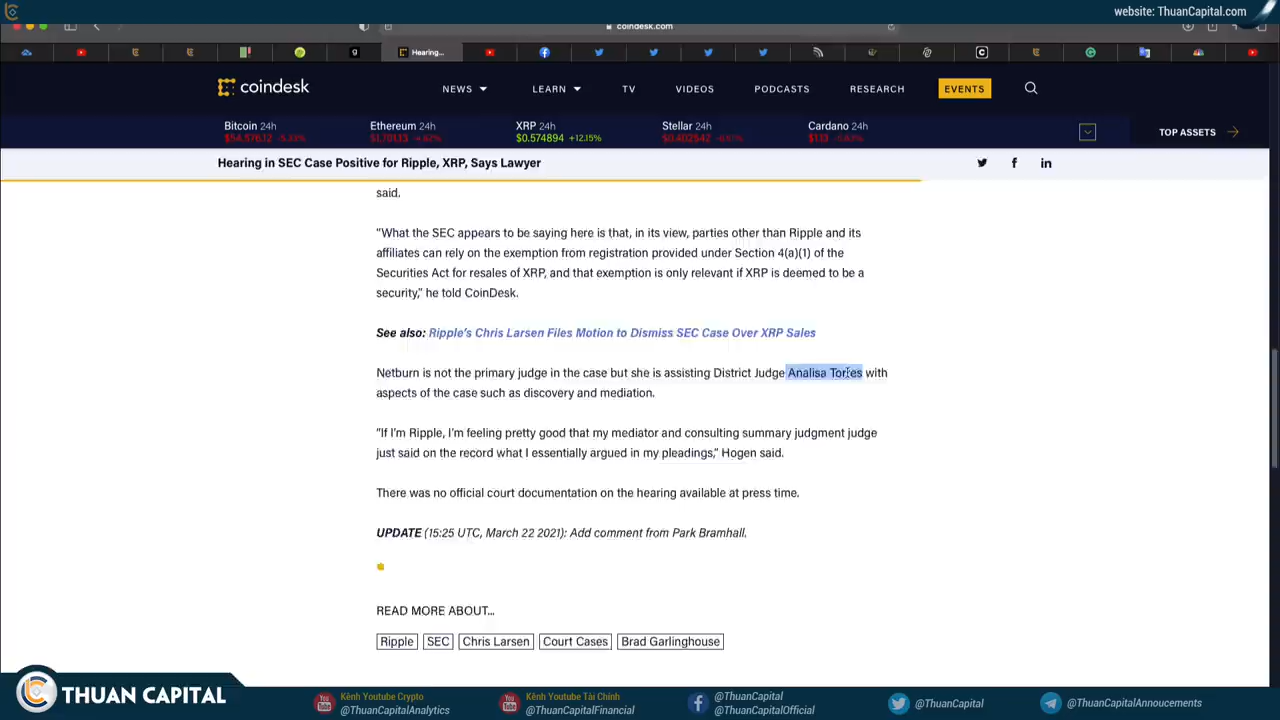 website: ThuanCapital.com
coindesk.com
Hearing...
coindesk
NEWS
LEARN
TV
VIDEOS
PODCASTS
RESEARCH
EVENTS
Bitcoin 24h
Ethereum 24h
XRP 24h
Stellar 24h
Cardano 24h
$0.574894 +12.15%
TOP ASSETS
Hearing in SEC Case Positive for Ripple, XRP, Says Lawyer
said.
“What the SEC appears to be saying here is that, in its view, parties other than Ripple and its
affiliates can rely on the exemption from registration provided under Section 4(a)(1) of the
Securities Act for resales of XRP, and that exemption is only relevant if XRP is deemed to be a
security,” he told CoinDesk.
See also: Ripple’s Chris Larsen Files Motion to Dismiss SEC Case Over XRP Sales
Netburn is not the primary judge in the case but she is assisting District Judge Analisa Torres with
aspects of the case such as discovery and mediation.
“If I’m Ripple, I’m feeling pretty good that my mediator and consulting summary judgment judge
just said on the record what I essentially argued in my pleadings,” Hogen said.
There was no official court documentation on the hearing available at press time.
UPDATE (15:25 UTC, March 22 2021): Add comment from Park Bramhall.
READ MORE ABOUT...
Ripple
SEC
Chris Larsen
Court Cases
Brad Garlinghouse
THUAN CAPITAL
Kênh Youtube Crypto
@ThuanCapitalAnalytics
Kênh Youtube Tài Chính
@ThuanCapitalFinancial
@ThuanCapital
@ThuanCapitalOfficial
@ThuanCapital
@ThuanCapitalAnnoucements